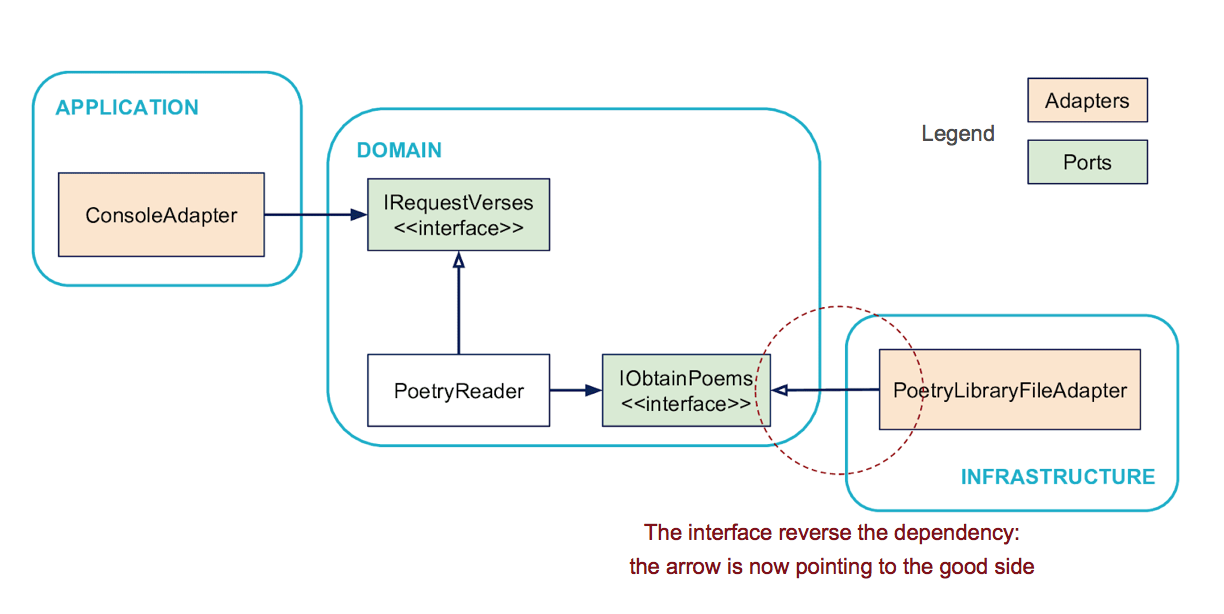 APPLICATION
ConsoleAdapter
DOMAIN
IRequestVerses
<<interface>>
PoetryReader
IObtainPoems
<<interface>>
PoetryLibraryFileAdapter
INFRASTRUCTURE
Legend
Adapters
Ports
The interface reverse the dependency:
the arrow is now pointing to the good side